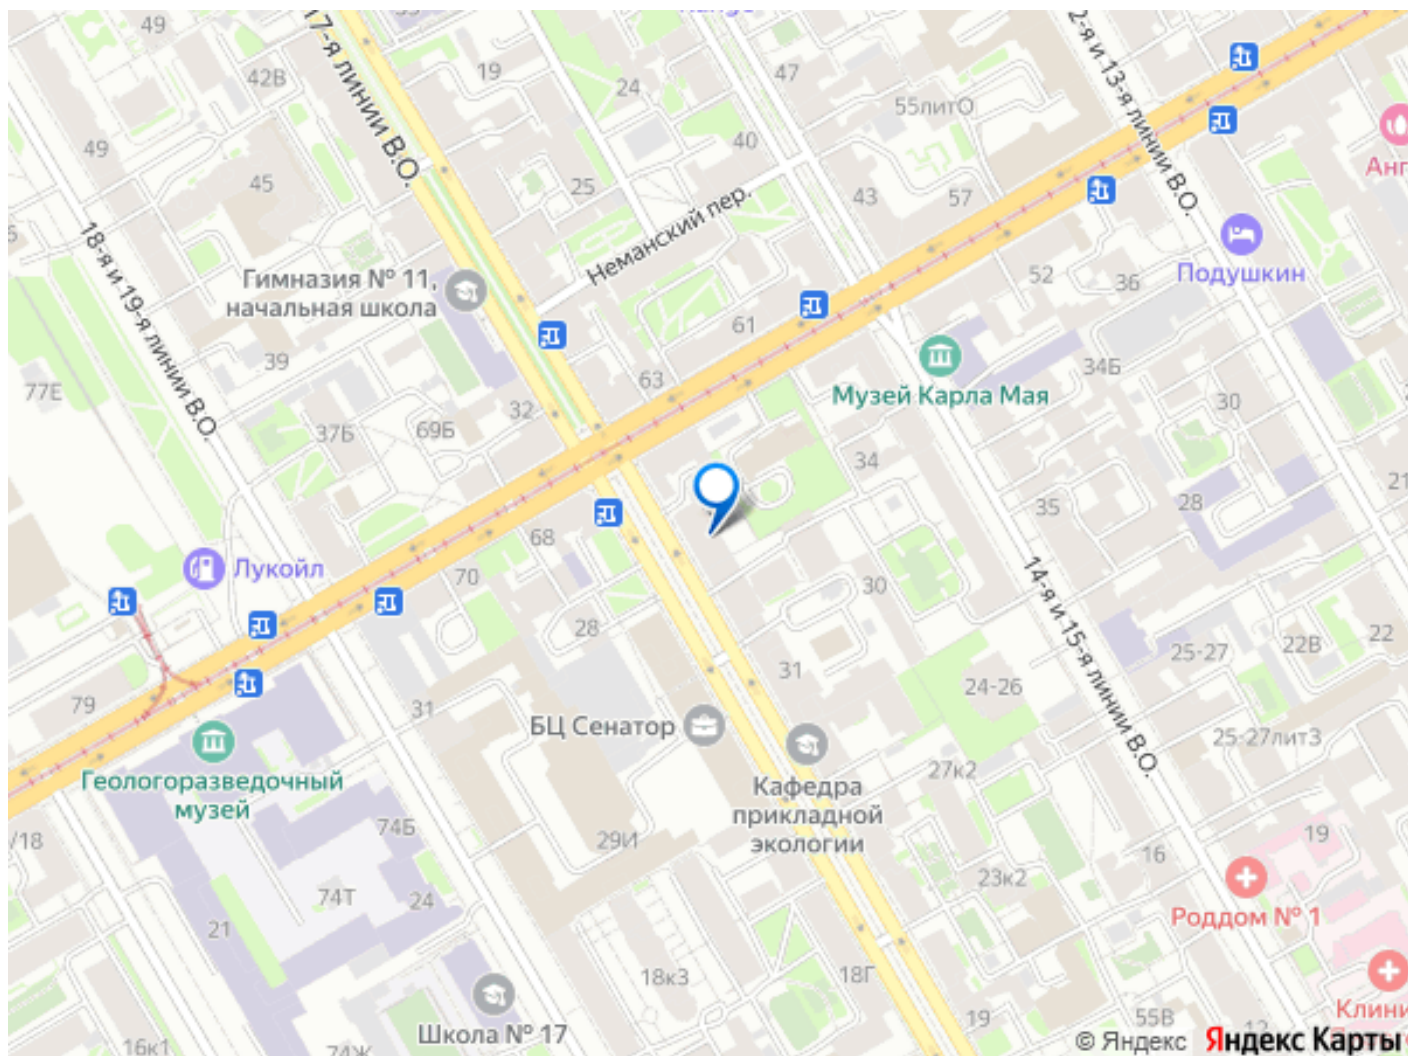 49
53
17-я линии В.О.
19
42В
24
47
2-я и 13-я линии В.О.
55литО
49
40
45
25
Анг
43
57
Неманский пер.
18-я и 19-я линии В.О.
Гимназия № 11,
начальная школа
52
36
Подушкин
61
39
77Е
63
34Б
Музей Карла Мая
32
30
37Б
69Б
34
21
28
35
68
Лукойл
70
30
14-я и 15-я линии В.О.
28
22
22В
25-27
31
24-26
79
31
БЦ Сенатор
25-27литЗ
Геологоразведочный
музей
27к2
Кафедра
прикладной
экологии
74Б
/18
29И
19
16
23к2
74Т
24
Роддом № 1
21
18к3
18Г
Клини
Школа № 17
19
55В
12
16к1
74Ж
© Яндекс Яндекс Карты